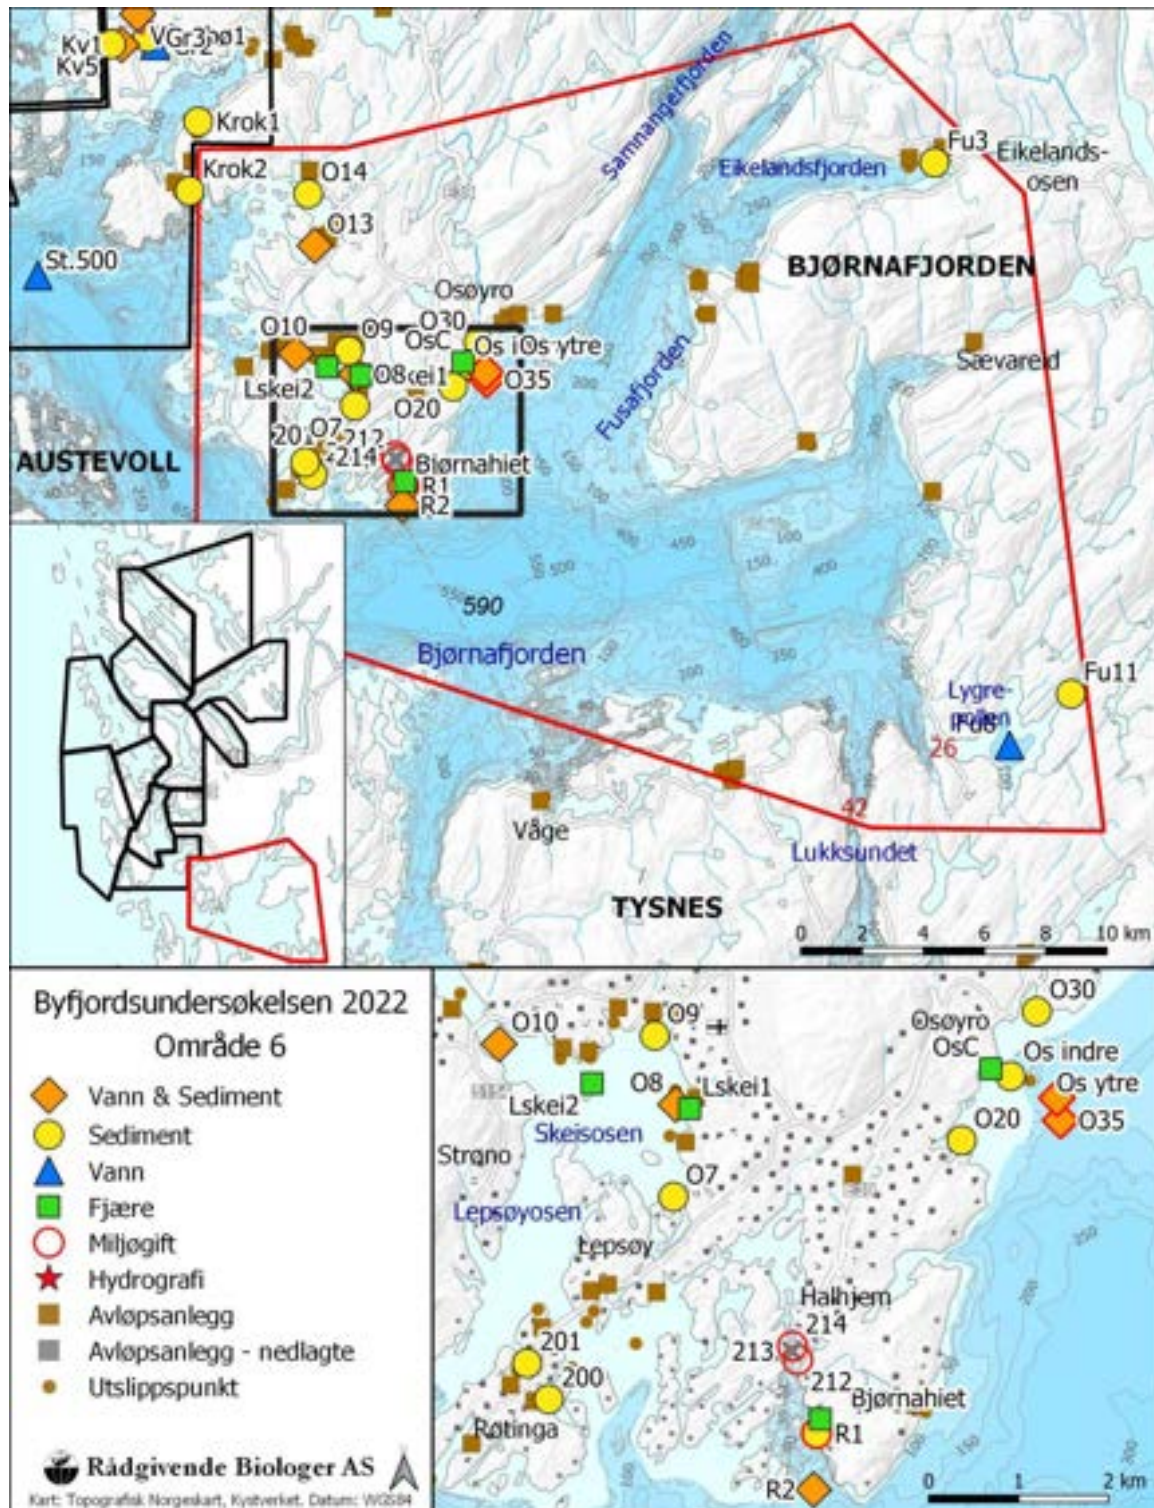 Kv1
Kv5
VGr3
Krok1
Krok2
St.500
O14
O13
Samnangerfjorden
Eikelandsfjorden
Fu3
Eikelands-
osen
BJØRNAFJORDEN
Osøyro
O10
O9
O30
OsC
Os ytre
Lskei2
O8
O35
O20
O7
20
212
214
Bjørnahiet
R1
R2
Fusafjorden
Sævareid
AUSTEVOLL
590
Bjørnafjorden
Fu11
Lygre-
pollen
Fu8
26
42
Våge
Lukksundet
TYSNES
0 2 4 6 8 10 km
Byfjordsundersøkelsen 2022
Område 6
Vann & Sediment
Sediment
Vann
Fjære
Miljøgift
Hydrografi
Avløpsanlegg
Avløpsanlegg - nedlagte
Utslippspunkt
Rådgivende Biologer AS
Kart: Topografisk Norgeskart, Kystverket. Datum: WGS84
O10
O9
O30
Osøyro
OsC
Os indre
Os ytre
O8
Lskei1
Lskei2
O35
O20
Skeisosen
Strøno
O7
Lepsøyosen
Lepsøy
Halhjem
214
213
212
201
200
Bjørnahiet
Røtinga
R1
R2
0 1 2 km